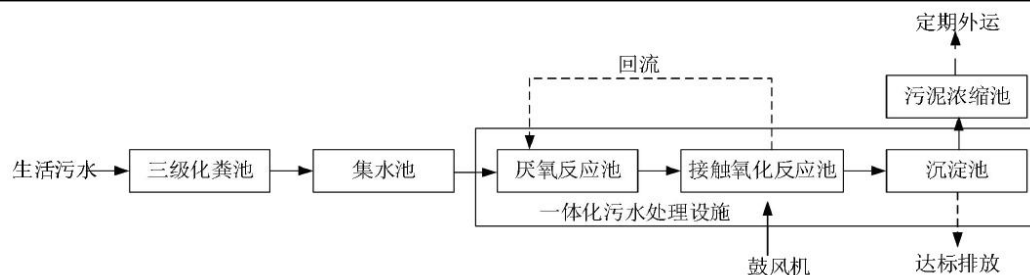 定期外运
回流
污泥浓缩池
生活污水
三级化粪池
集水池
厌氧反应池
接触氧化反应池
沉淀池
一体化污水处理设施
鼓风机
达标排放